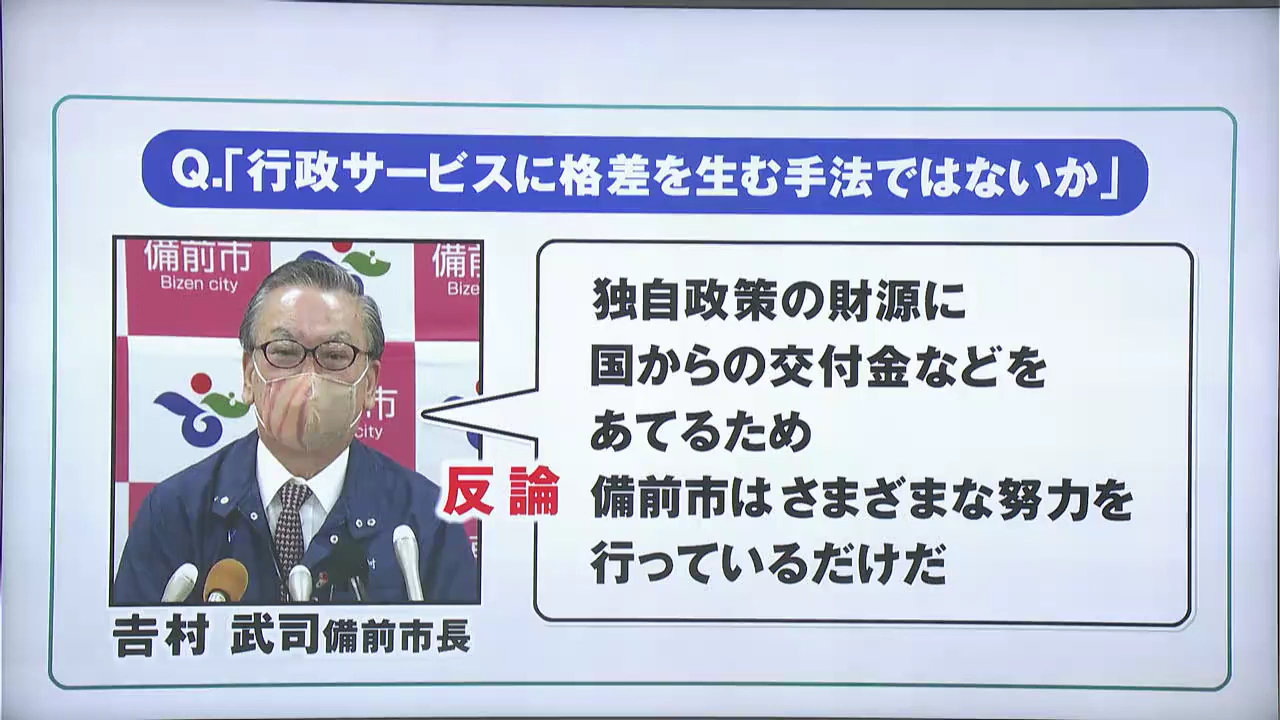 Q.「行政サービスに格差を生む手法ではないか」
備前市
Bizen city
備前
Bize
市
city
独自政策の財源に
国からの交付金などを
あてるため
備前市はさまざまな努力を
行っているだけだ
反論
𠮷村 武司備前市長